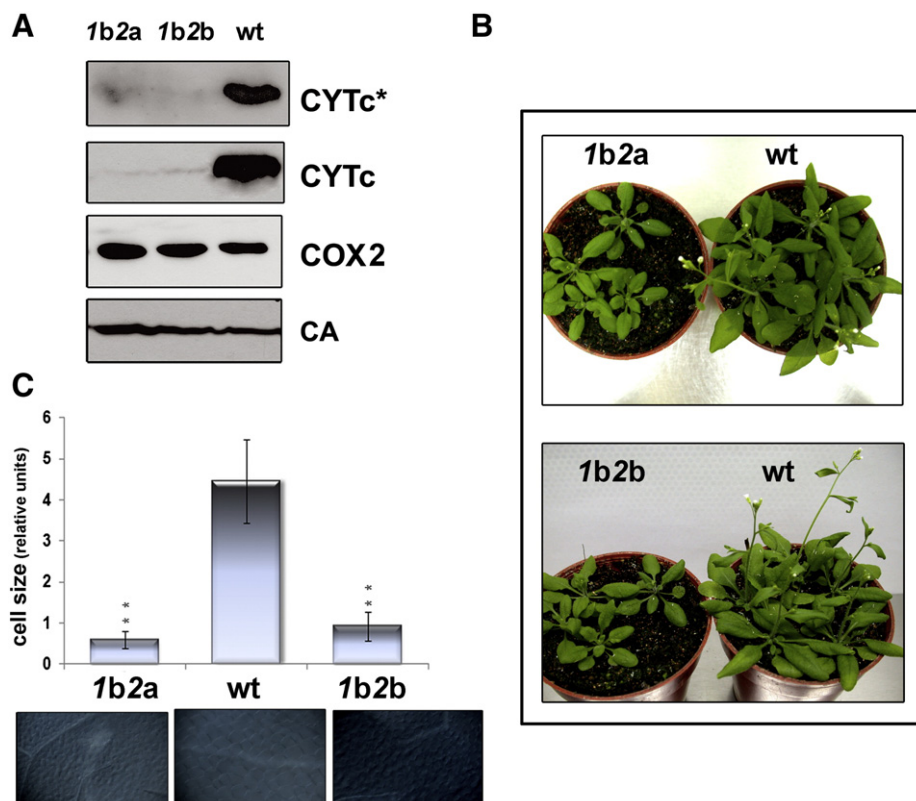 A
1b2a 1b2b wt
CYTc*
CYTc
COX2
CA
B
1b2a wt
1b2b wt
C
cell size (relative units)
6
5
4
3
2
1
0
* *
* *
1b2a wt 1b2b